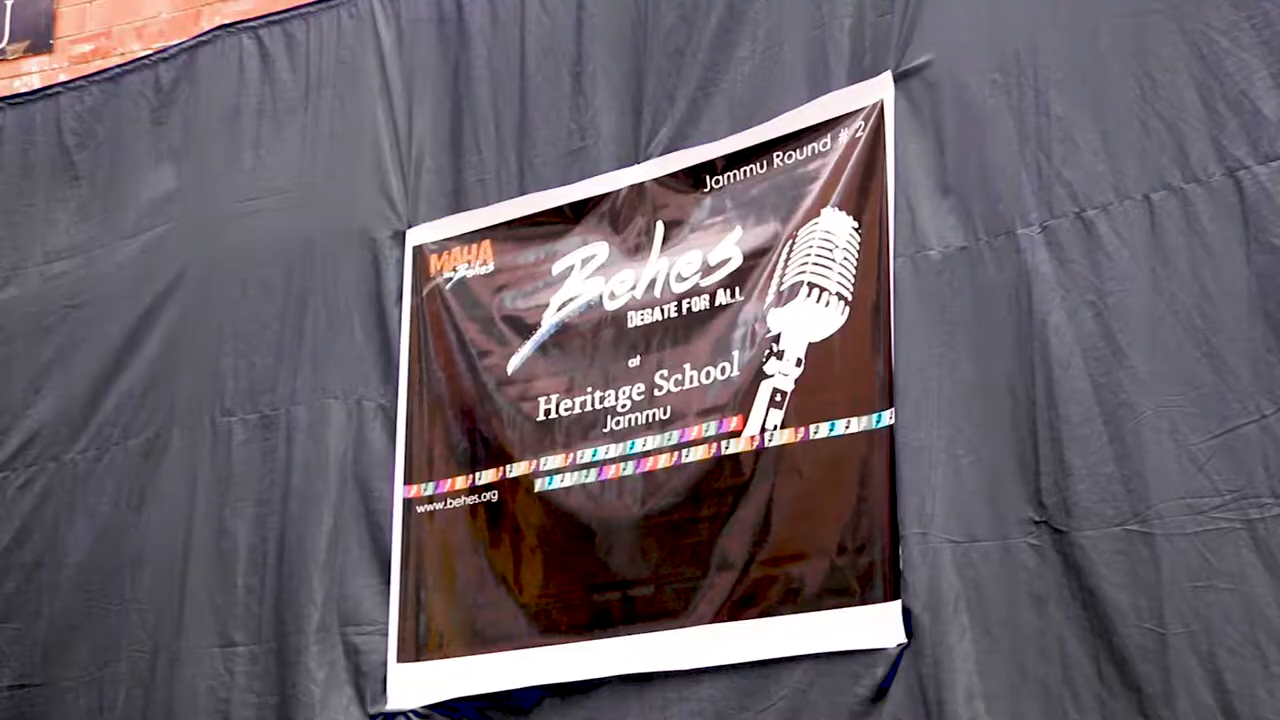 J
Jammu Round # 2
MAHA
Behes
Behes
DEBATE FOR ALL
at
Heritage School
Jammu
www.behes.org